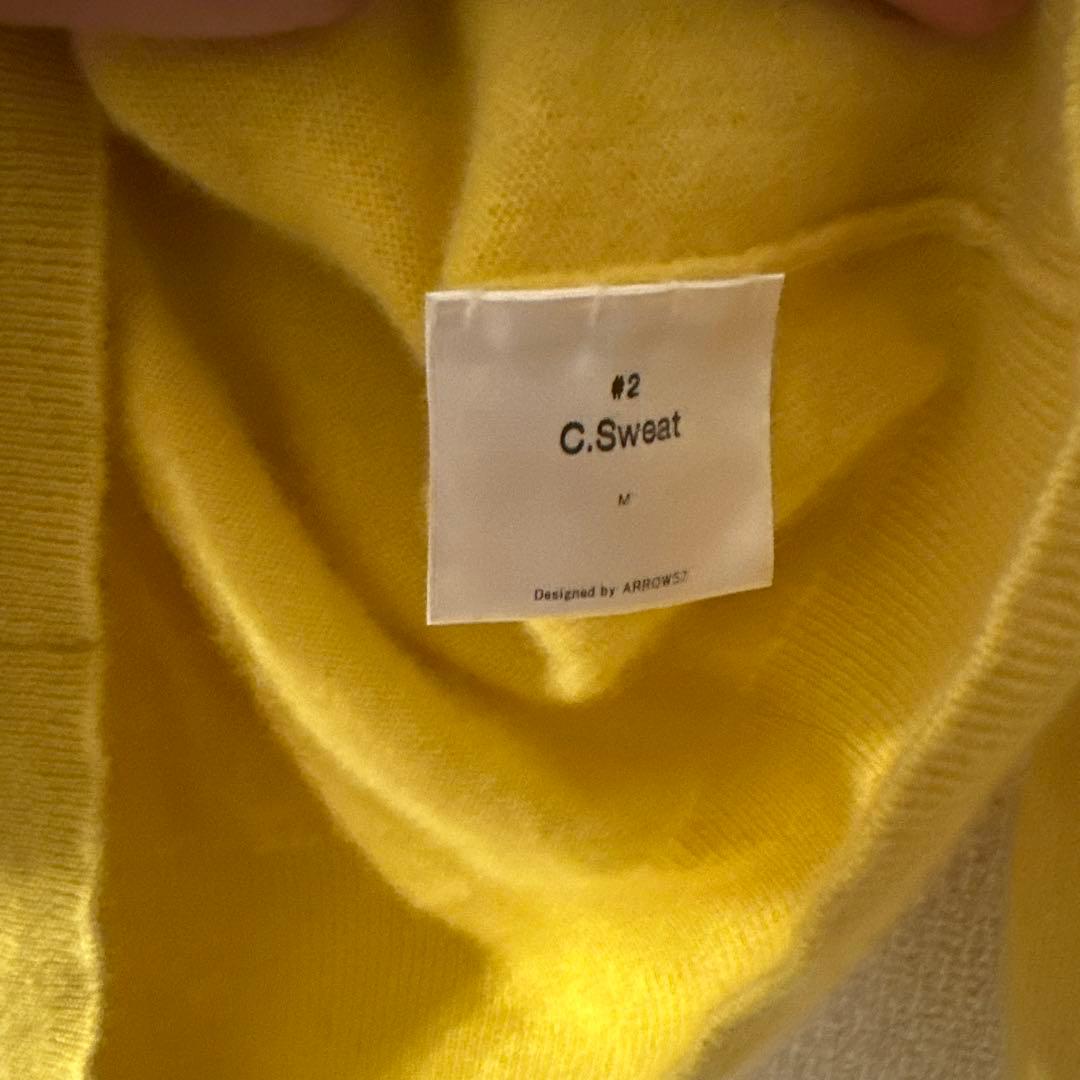 #2
C.Sweat
M
Designed by ARROWS7